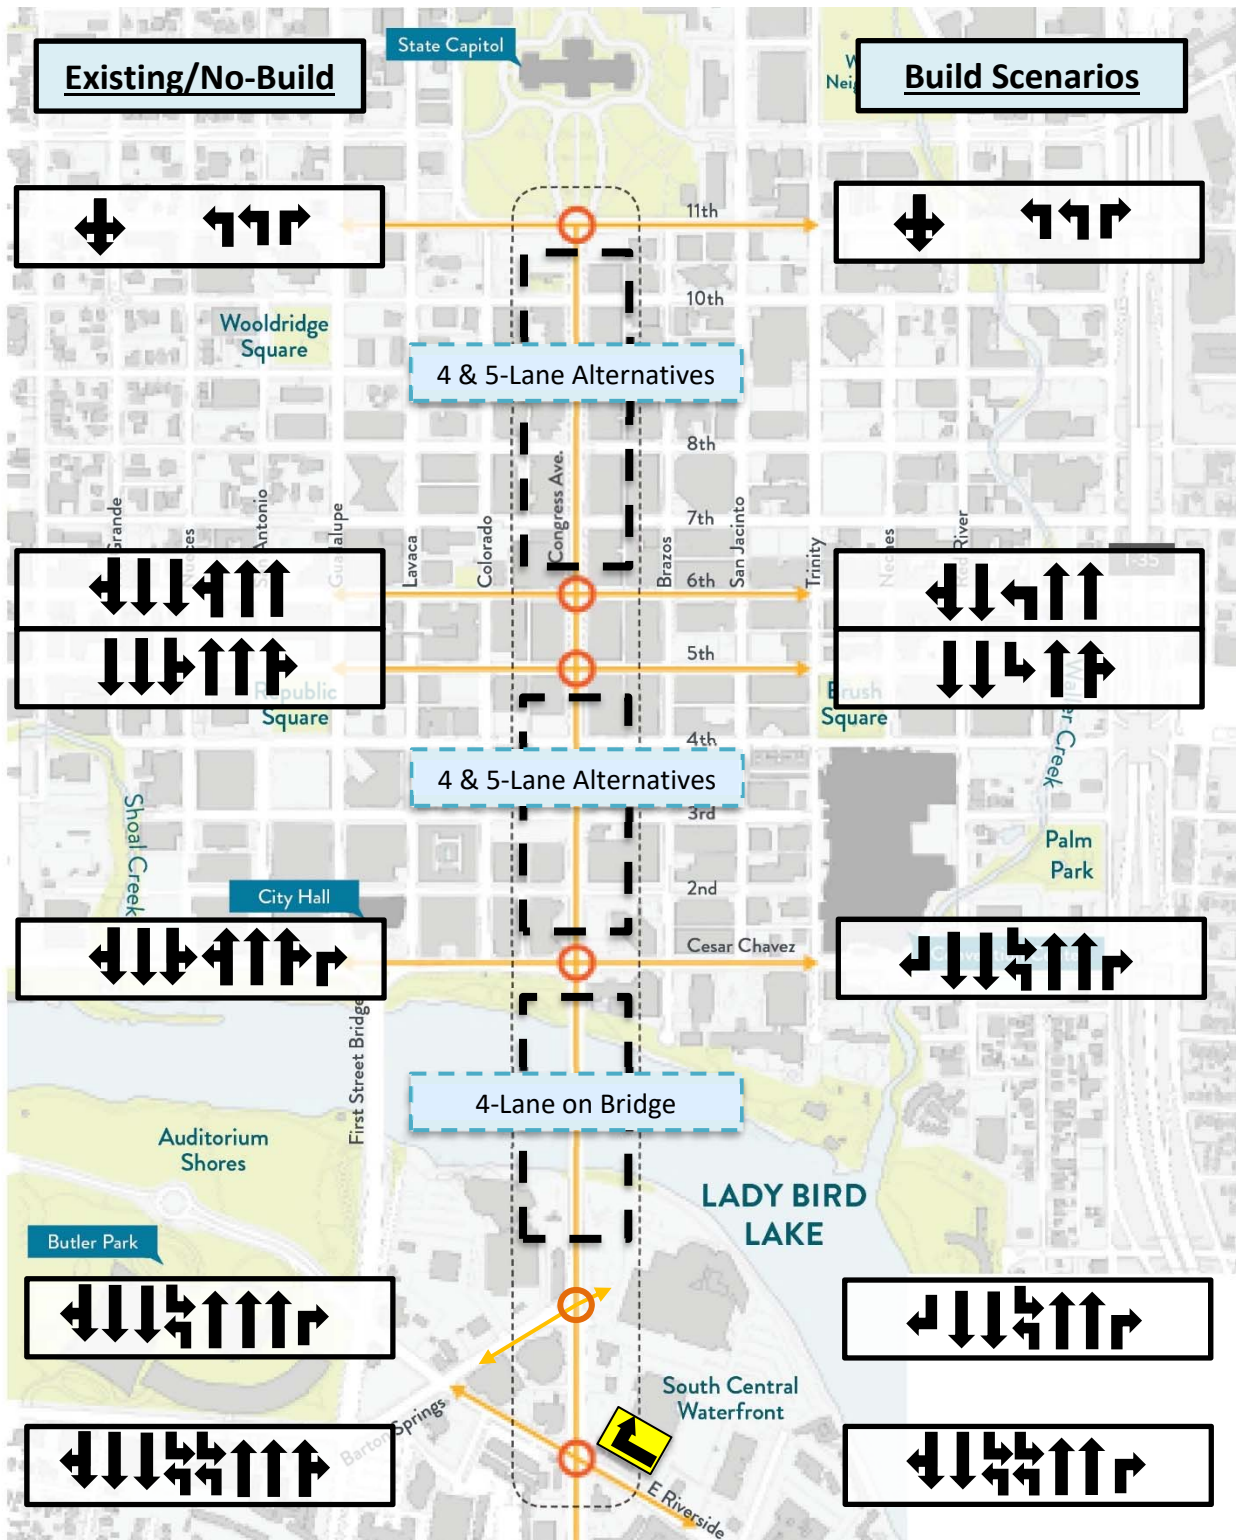 State Capitol
Existing/No-Build
Build Scenarios
11th
10th
Wooldridge
Square
4 & 5-Lane Alternatives
8th
7th
Congress Ave.
Guadalupe
Lavaca
Colorado
Brazos
San Jacinto
Trinity
6th
5th
Republic
Square
Brush
Square
4th
4 & 5-Lane Alternatives
3rd
Walker Creek
Shoal Creek
Palm
Park
2nd
City Hall
Cesar Chavez
First Street Bridge
4-Lane on Bridge
Auditorium
Shores
LADY BIRD
LAKE
Butler Park
South Central
Waterfront
Barton Springs
E Riverside